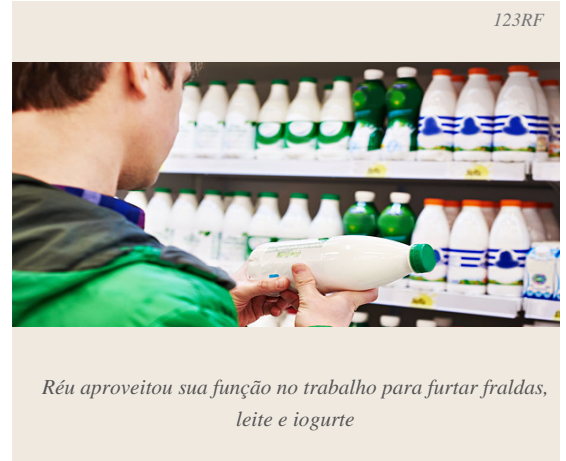 123RF
Réu aproveitou sua função no trabalho para furtar fraldas,
leite e iogurte